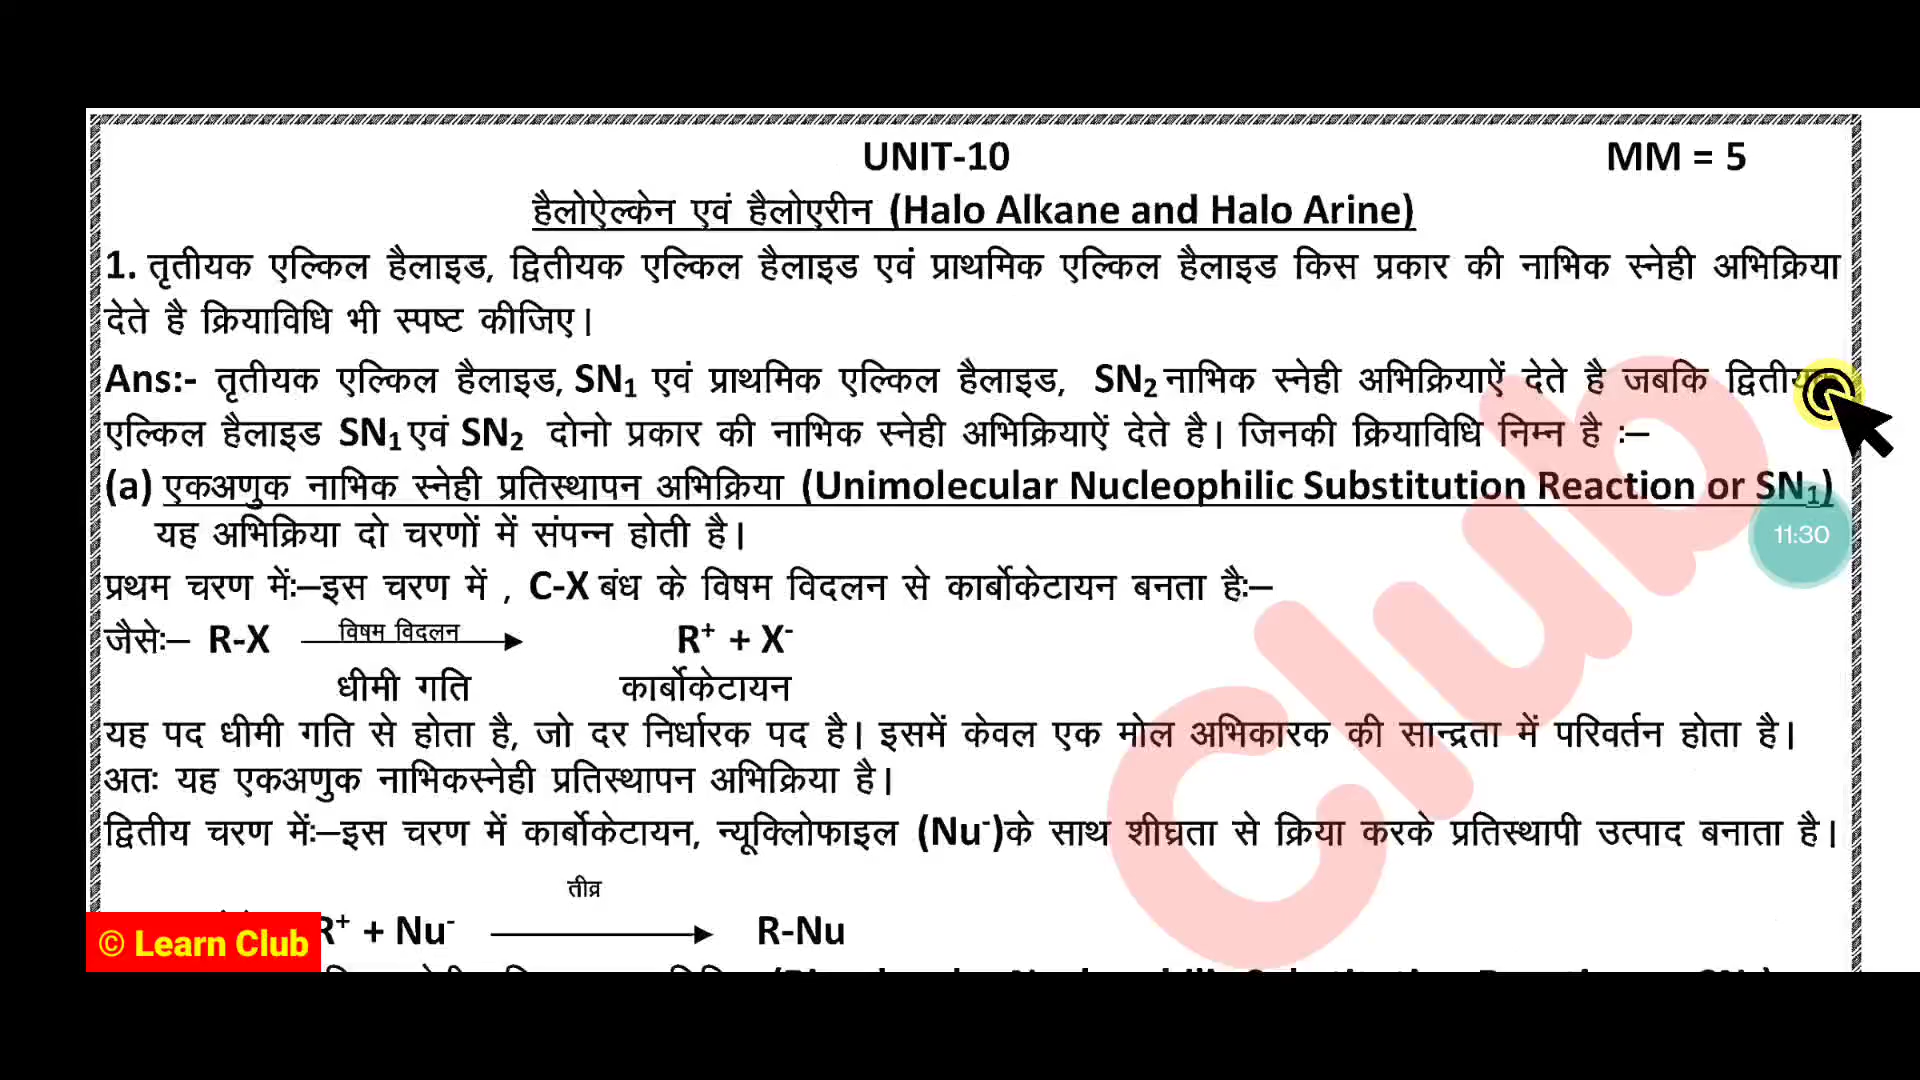 UNIT-10 MM = 5
हैलोऐल्केन एवं हैलोएरीन (Halo Alkane and Halo Arine)
1. तृतीयक एल्किल हैलाइड, द्वितीयक एल्किल हैलाइड एवं प्राथमिक एल्किल हैलाइड किस प्रकार की नाभिक स्नेही अभिक्रिया
देते है क्रियाविधि भी स्पष्ट कीजिए।
Ans:- तृतीयक एल्किल हैलाइड, SN₁ एवं प्राथमिक एल्किल हैलाइड, SN₂ नाभिक स्नेही अभिक्रियाऐं देते है जबकि
एल्किल हैलाइड SN₁ एवं SN₂ दोनो प्रकार की नाभिक स्नेही अभिक्रियाऐं देते है। जिनकी क्रियाविधि निम्न है :–
(a) एकअणुक नाभिक स्नेही प्रतिस्थापन अभिक्रिया (Unimolecular Nucleophilic Substitution Reaction or SN₁)
यह अभिक्रिया दो चरणों में संपन्न होती है।
11:30
प्रथम चरण में:–इस चरण में , C-X बंध के विषम विदलन से कार्बोकेटायन बनता है:–
जैसे:– R-X विषम विदलन R⁺ + X⁻
धीमी गति कार्बोकेटायन
यह पद धीमी गति से होता है, जो दर निर्धारक पद है। इसमें केवल एक मोल अभिकारक की सान्द्रता में परिवर्तन होता है।
अतः यह एकअणुक नाभिकस्नेही प्रतिस्थापन अभिक्रिया है।
द्वितीय चरण में:–इस चरण में कार्बोकेटायन, न्यूक्लिोफाइल (Nu⁻)के साथ शीघ्रता से क्रिया करके प्रतिस्थापी उत्पाद बनाता है।
तीव्र
R⁺ + Nu⁻ R-Nu
© Learn Club
Club